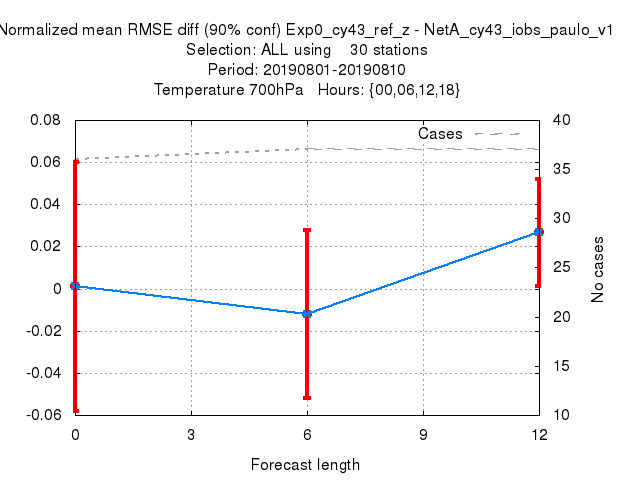 Normalized mean RMSE diff (90% conf) Exp0_cy43_ref_z - NetA_cy43_iobs_paulo_v1
Selection: ALL using 30 stations
Period: 20190801-20190810
Temperature 700hPa Hours: {00,06,12,18}
Cases
0.08
0.06
0.04
0.02
0
-0.02
-0.04
-0.06
40
35
30
25
20
15
10
No cases
0 3 6 9 12
Forecast length